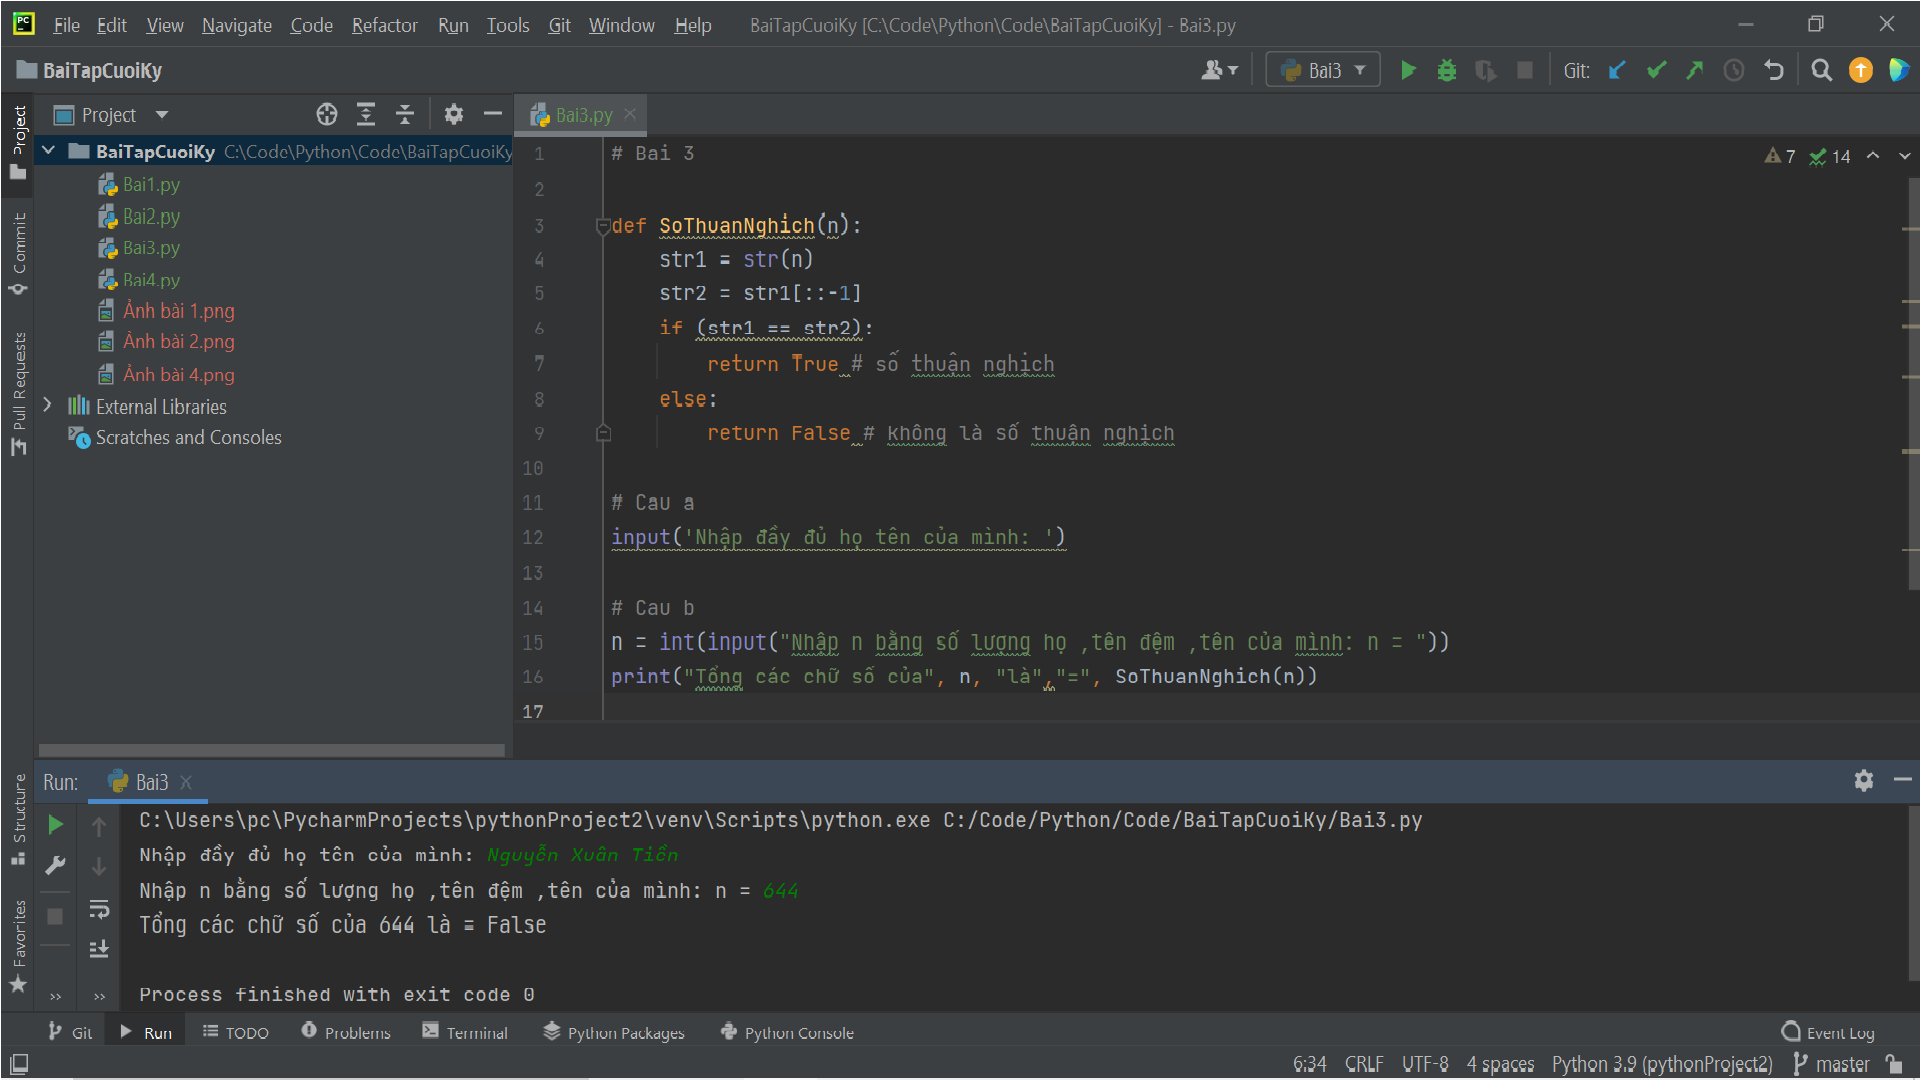 PC File Edit View Navigate Code Refactor Run Tools Git Window Help BaiTapCuoiKy [C:\Code\Python\Code\BaiTapCuoiKy] - Bai3.py
BaiTapCuoiKy Bai3 Git:
Project Bai3.py
BaiTapCuoiKy C:\Code\Python\Code\BaiTapCuoiKy
Bai1.py
Bai2.py
Bai3.py
Bai4.py
Ảnh bài 1.png
Ảnh bài 2.png
Ảnh bài 4.png
External Libraries
Scratches and Consoles
Project
Commit
Pull Requests
Structure
Favorites
7 14
1 # Bai 3
2
3 def SoThuanNghich(n):
4 str1 = str(n)
5 str2 = str1[::-1]
6 if (str1 == str2):
7 return True # số thuận nghịch
8 else:
9 return False # không là số thuận nghịch
10
11 # Cau a
12 input('Nhập đầy đủ họ tên của mình: ')
13
14 # Cau b
15 n = int(input("Nhập n bằng số lượng họ ,tên đệm ,tên của mình: n = "))
16 print("Tổng các chữ số của", n, "là","=", SoThuanNghich(n))
17
Run: Bai3
C:\Users\pc\PycharmProjects\pythonProject2\venv\Scripts\python.exe C:/Code/Python/Code/BaiTapCuoiKy/Bai3.py
Nhập đầy đủ họ tên của mình: Nguyễn Xuân Tiến
Nhập n bằng số lượng họ ,tên đệm ,tên của mình: n = 644
Tổng các chữ số của 644 là = False
Process finished with exit code 0
Git Run TODO Problems Terminal Python Packages Python Console Event Log
6:34 CRLF UTF-8 4 spaces Python 3.9 (pythonProject2) master